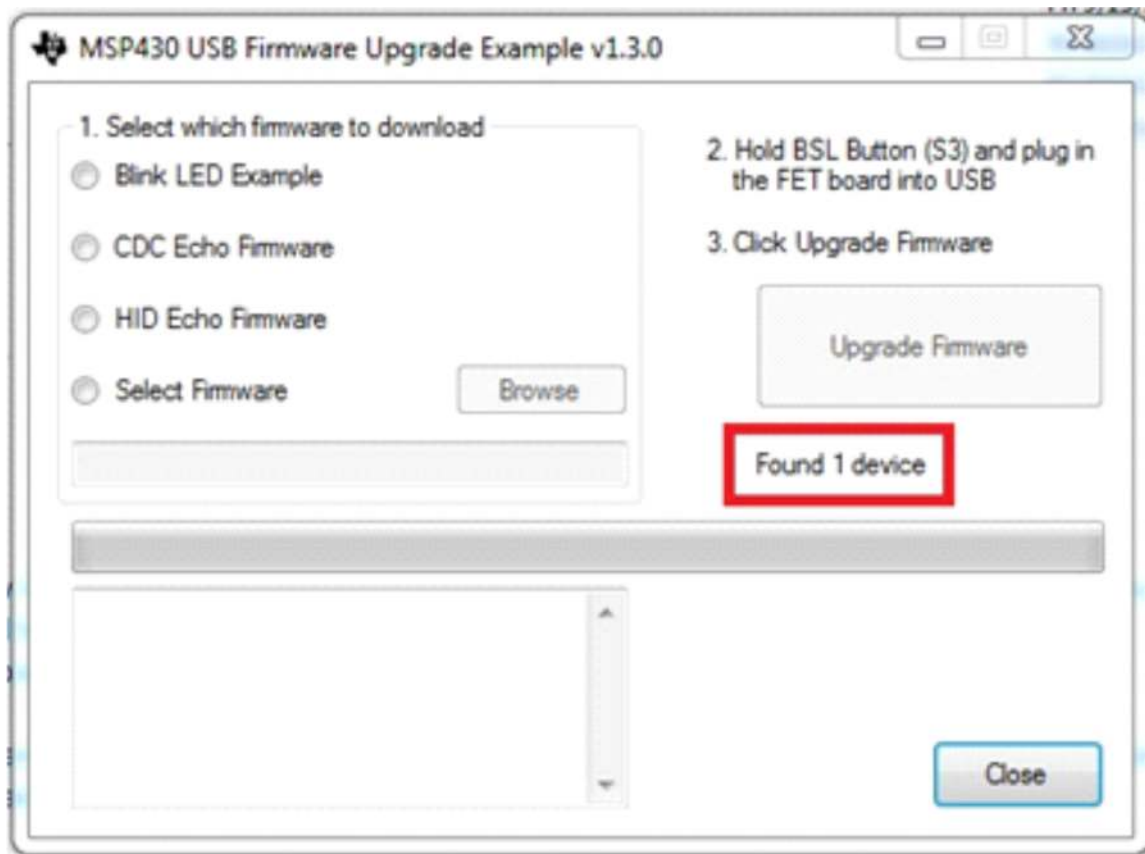 MSP430 USB Firmware Upgrade Example v1.3.0
1. Select which firmware to download
Blink LED Example
CDC Echo Firmware
HID Echo Firmware
Select Firmware
Browse
2. Hold BSL Button (S3) and plug in
the FET board into USB
3. Click Upgrade Firmware
Upgrade Firmware
Found 1 device
Close